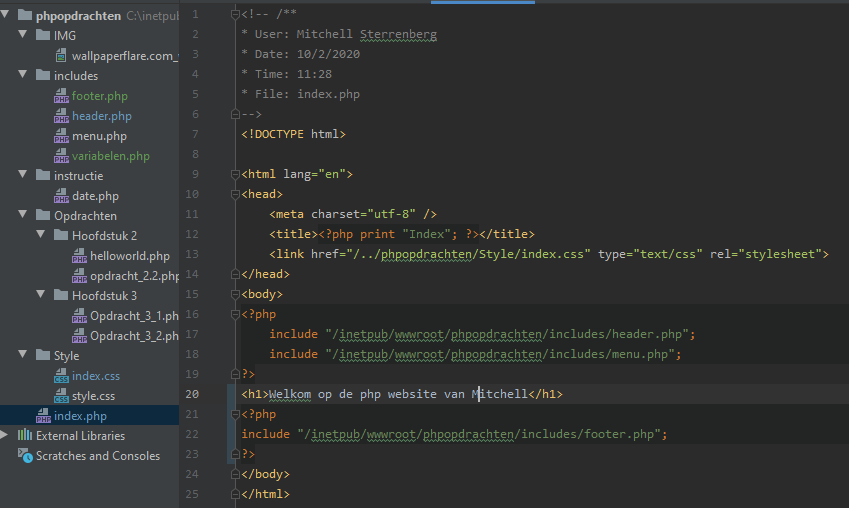 phpopdrachten C:\inetpub
IMG
wallpaperflare.com_
includes
footer.php
header.php
menu.php
variabelen.php
instructie
date.php
Opdrachten
Hoofdstuk 2
helloworld.php
opdracht_2.2.php
Hoofdstuk 3
Opdracht_3_1.ph
Opdracht_3_2.ph
Style
index.css
style.css
index.php
External Libraries
Scratches and Consoles
1 <!-- /**
2 * User: Mitchell Sterrenberg
3 * Date: 10/2/2020
4 * Time: 11:28
5 * File: index.php
6 -->
7 <!DOCTYPE html>
8
9 <html lang="en">
10 <head>
11 <meta charset="utf-8" />
12 <title><?php print "Index"; ?></title>
13 <link href="/../phpopdrachten/Style/index.css" type="text/css" rel="stylesheet">
14 </head>
15 <body>
16 <?php
17 include "/inetpub/wwwroot/phpopdrachten/includes/header.php";
18 include "/inetpub/wwwroot/phpopdrachten/includes/menu.php";
19 ?>
20 <h1>Welkom op de php website van Mitchell</h1>
21 <?php
22 include "/inetpub/wwwroot/phpopdrachten/includes/footer.php";
23 ?>
24 </body>
25 </html>